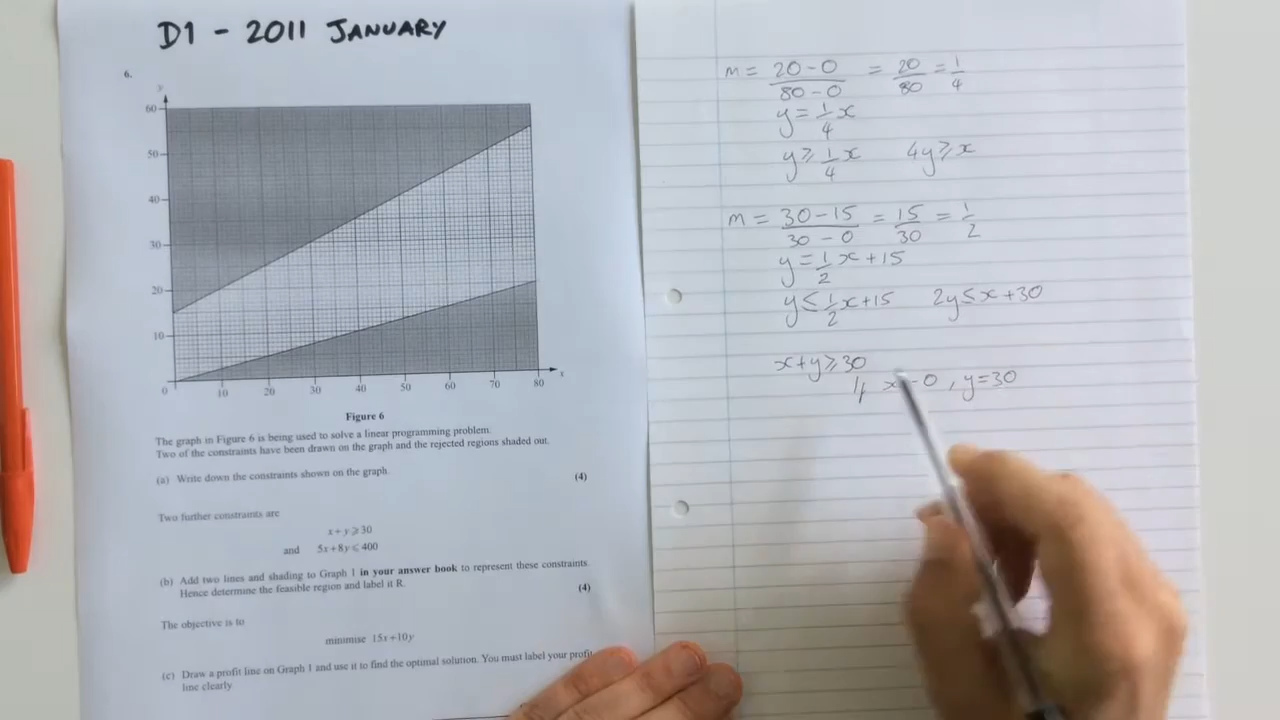 D1 - 2011 JANUARY
6.
y
60
50
40
30
20
10
0 10 20 30 40 50 60 70 80 x
Figure 6
The graph in Figure 6 is being used to solve a linear programming problem.
Two of the constraints have been drawn on the graph and the rejected regions shaded out.
(a) Write down the constraints shown on the graph.
(4)
Two further constraints are
x + y ⩾ 30
and 5x + 8y ⩽ 400
(b) Add two lines and shading to Graph 1 in your answer book to represent these constraints.
Hence determine the feasible region and label it R.
(4)
The objective is to
minimise 15x + 10y
(c) Draw a profit line on Graph 1 and use it to find the optimal solution. You must label your profit
line clearly
m = 20 - 0 / 80 - 0 = 20/80 = 1/4
y = 1/4 x
y ⩾ 1/4 x 4y ⩾ x
m = 30 - 15 / 30 - 0 = 15/30 = 1/2
y = 1/2 x + 15
y ⩽ 1/2 x + 15 2y ⩽ x + 30
x + y ⩾ 30
If x = 0, y = 30